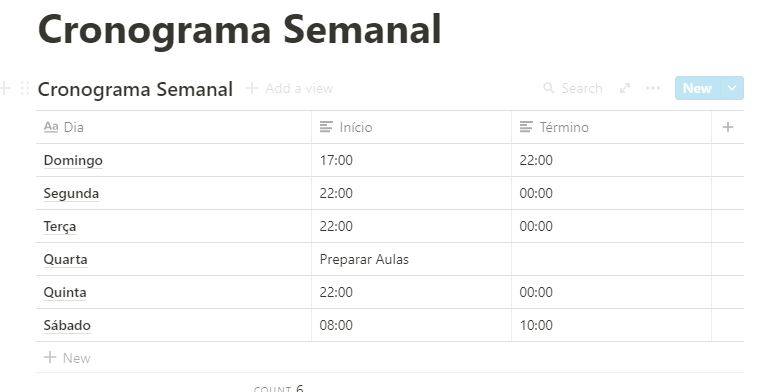 Cronograma Semanal
Cronograma Semanal + Add a view Search New
Aa Dia Início Término
Domingo 17:00 22:00
Segunda 22:00 00:00
Terça 22:00 00:00
Quarta Preparar Aulas
Quinta 22:00 00:00
Sábado 08:00 10:00
+ New
COUNT 6